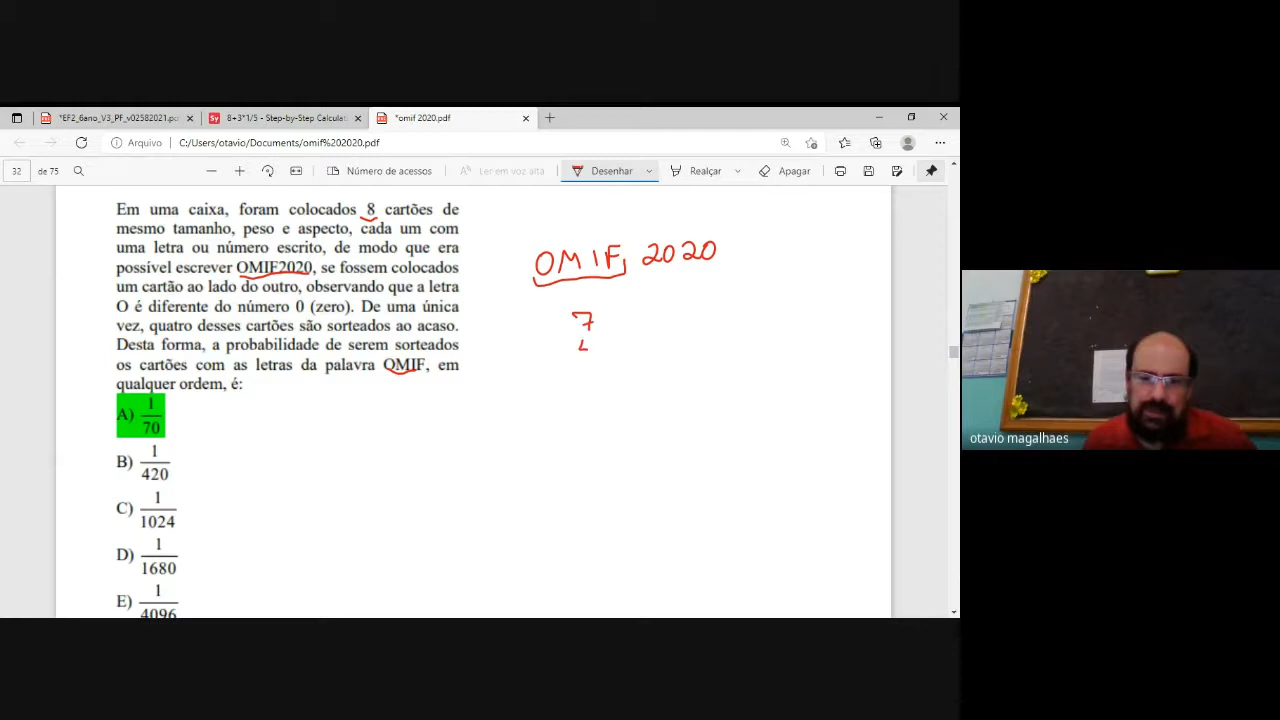 *EF2_6ano_V3_PF_v02582021.pd
8+3*1/5 - Step-by-Step Calculat
*omif 2020.pdf
Arquivo
C:/Users/otavio/Documents/omif%202020.pdf
32
de 75
Número de acessos
Ler em voz alta
Desenhar
Realçar
Apagar
Em uma caixa, foram colocados 8 cartões de
mesmo tamanho, peso e aspecto, cada um com
uma letra ou número escrito, de modo que era
possível escrever OMIF2020, se fossem colocados
um cartão ao lado do outro, observando que a letra
O é diferente do número 0 (zero). De uma única
vez, quatro desses cartões são sorteados ao acaso.
Desta forma, a probabilidade de serem sorteados
os cartões com as letras da palavra OMIF, em
qualquer ordem, é:
A) 1/70
B) 1/420
C) 1/1024
D) 1/1680
E) 1/4096
OMIF 2020
7
otavio magalhaes